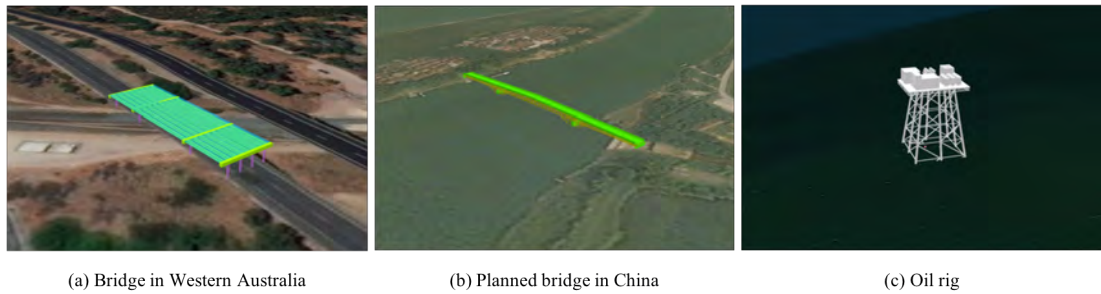 (a) Bridge in Western Australia
(b) Planned bridge in China
(c) Oil rig